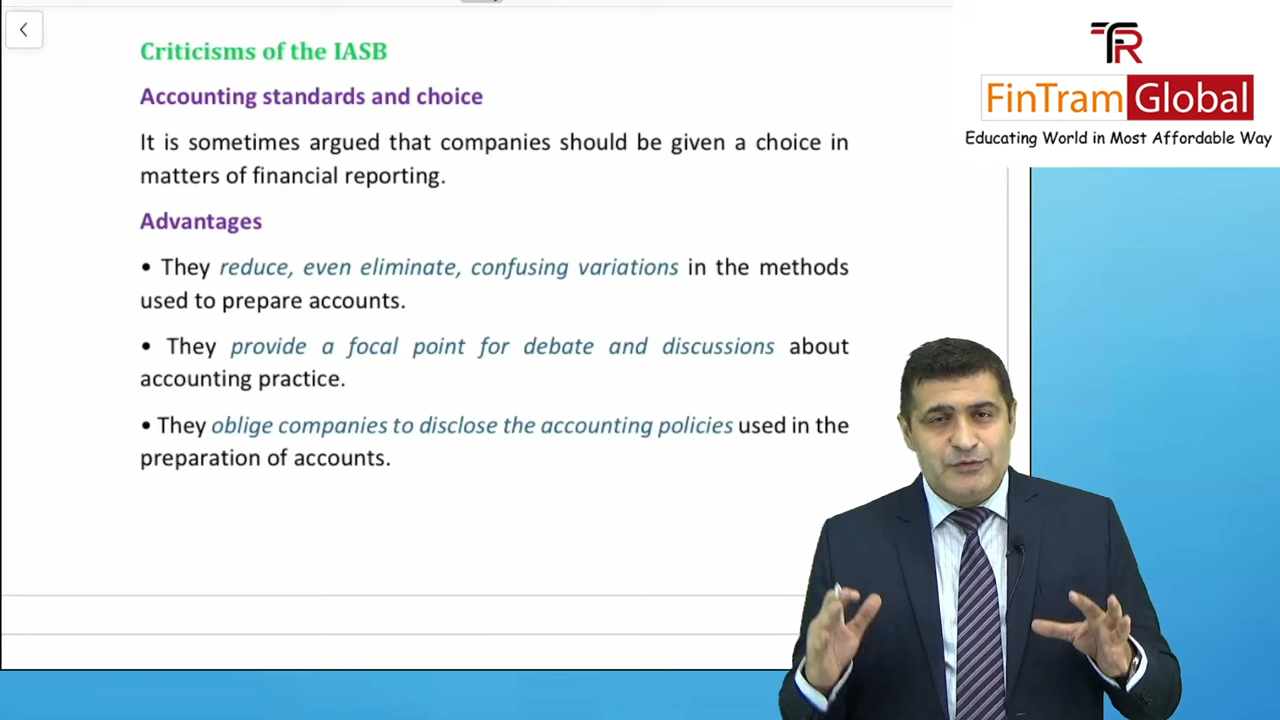 Criticisms of the IASB
Accounting standards and choice
It is sometimes argued that companies should be given a choice in
matters of financial reporting.
Advantages
• They reduce, even eliminate, confusing variations in the methods
used to prepare accounts.
• They provide a focal point for debate and discussions about
accounting practice.
• They oblige companies to disclose the accounting policies used in the
preparation of accounts.
FinTram Global
Educating World in Most Affordable Way